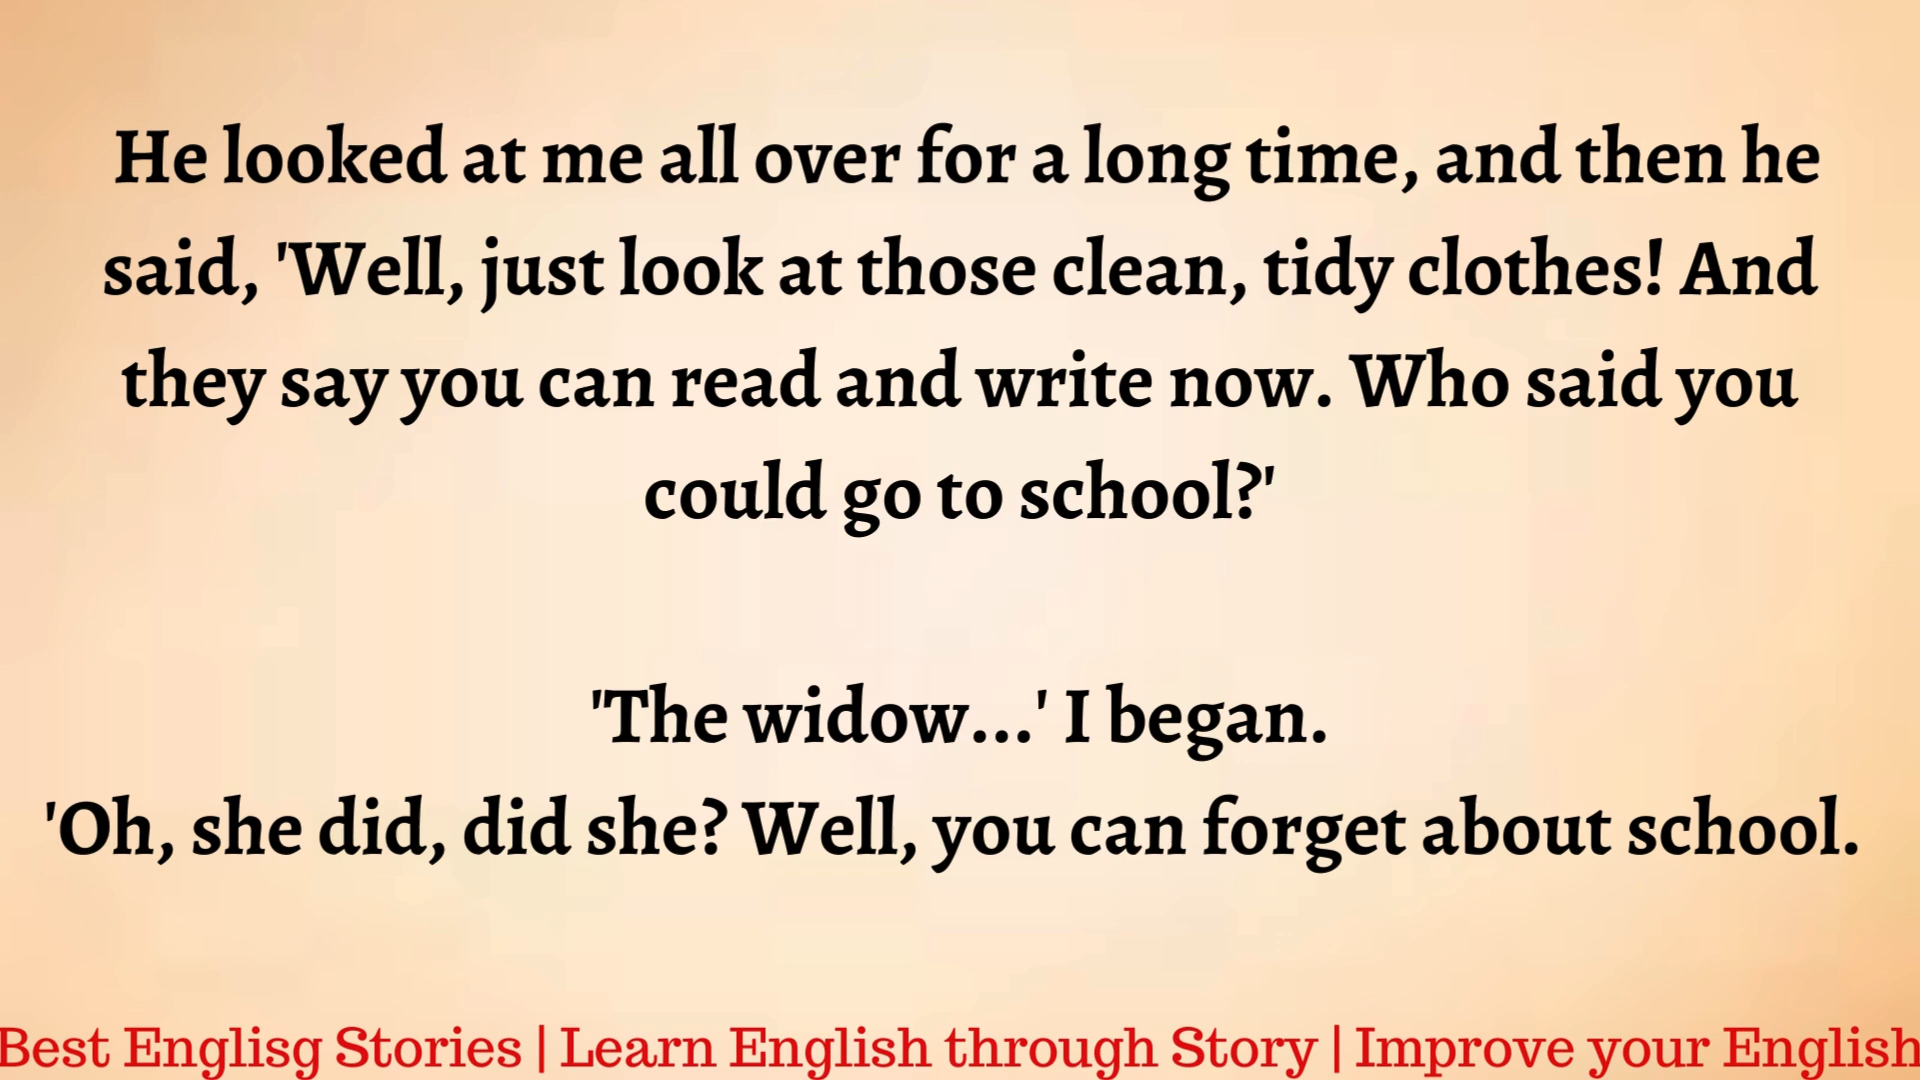 He looked at me all over for a long time, and then he
said, 'Well, just look at those clean, tidy clothes! And
they say you can read and write now. Who said you
could go to school?'
'The widow...' I began.
'Oh, she did, did she? Well, you can forget about school.
Best Englisg Stories | Learn English through Story | Improve your English